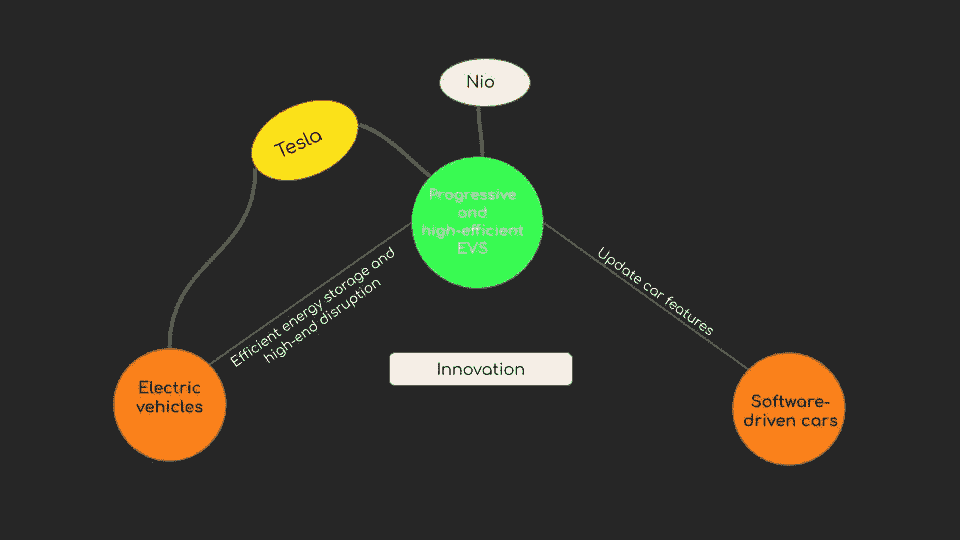 Nio
Tesla
Progressive
and
high-efficient
EVS
Efficient energy storage and
high-end disruption
Update car features
Innovation
Electric
vehicles
Software-
driven cars